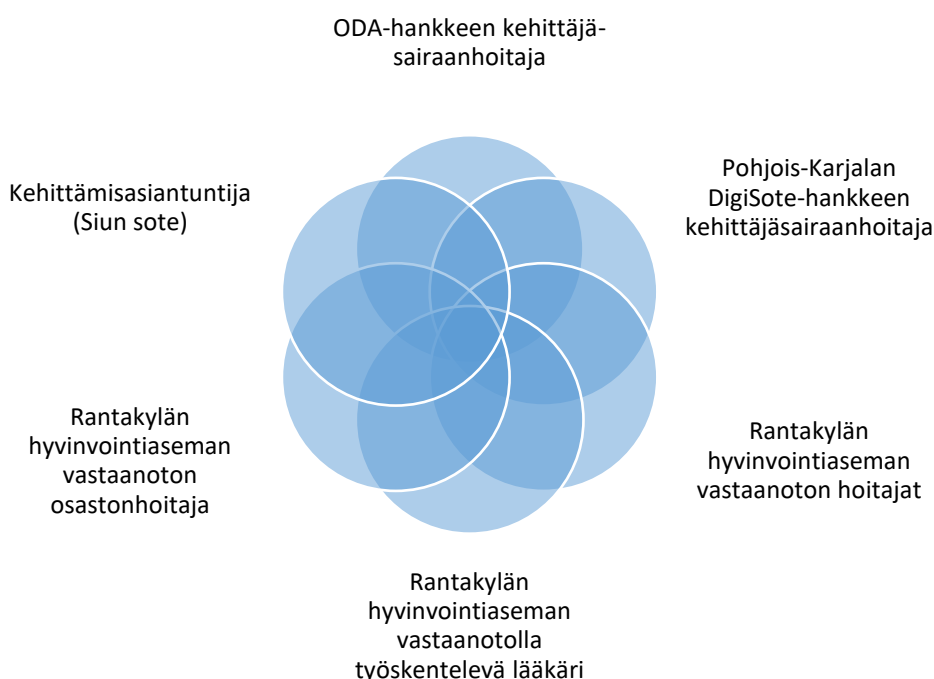 ODA-hankkeen kehittäjä-
sairaanhoitaja
Pohjois-Karjalan
DigiSote-hankkeen
kehittäjäsairaanhoitaja
Rantakylän
hyvinvointiaseman
vastaanoton hoitajat
Rantakylän
hyvinvointiaseman
vastaanotolla
työskentelevä lääkäri
Rantakylän
hyvinvointiaseman
vastaanoton
osastonhoitaja
Kehittämisasiantuntija
(Siun sote)